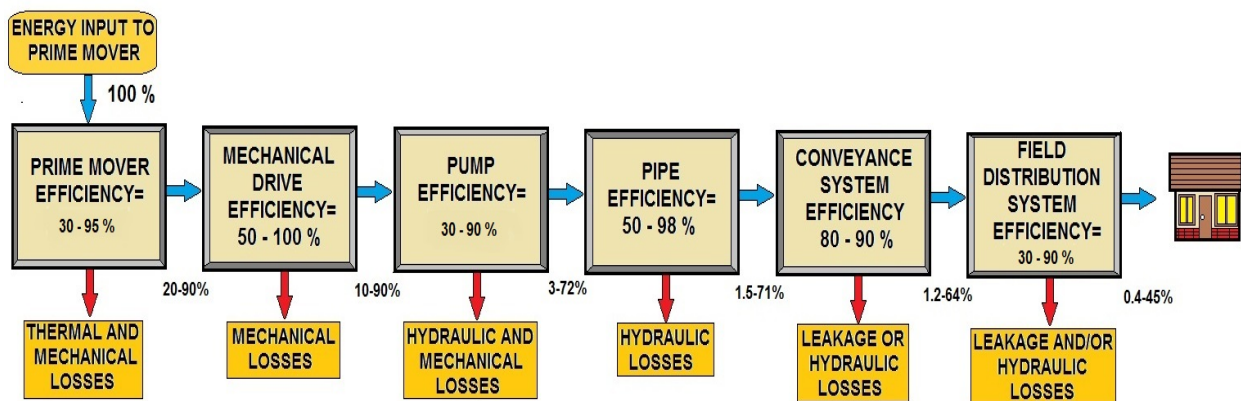 ENERGY INPUT TO
PRIME MOVER
100 %
PRIME MOVER
EFFICIENCY=
30 - 95 %
MECHANICAL
DRIVE
EFFICIENCY=
50 - 100 %
PUMP
EFFICIENCY=
30 - 90 %
PIPE
EFFICIENCY=
50 - 98 %
CONVEYANCE
SYSTEM
EFFICIENCY
80 - 90 %
FIELD
DISTRIBUTION
SYSTEM
EFFICIENCY=
30 - 90 %
20-90%
10-90%
3-72%
1.5-71%
1.2-64%
0.4-45%
THERMAL AND
MECHANICAL
LOSSES
MECHANICAL
LOSSES
HYDRAULIC AND
MECHANICAL
LOSSES
HYDRAULIC
LOSSES
LEAKAGE OR
HYDRAULIC
LOSSES
LEAKAGE AND/OR
HYDRAULIC
LOSSES